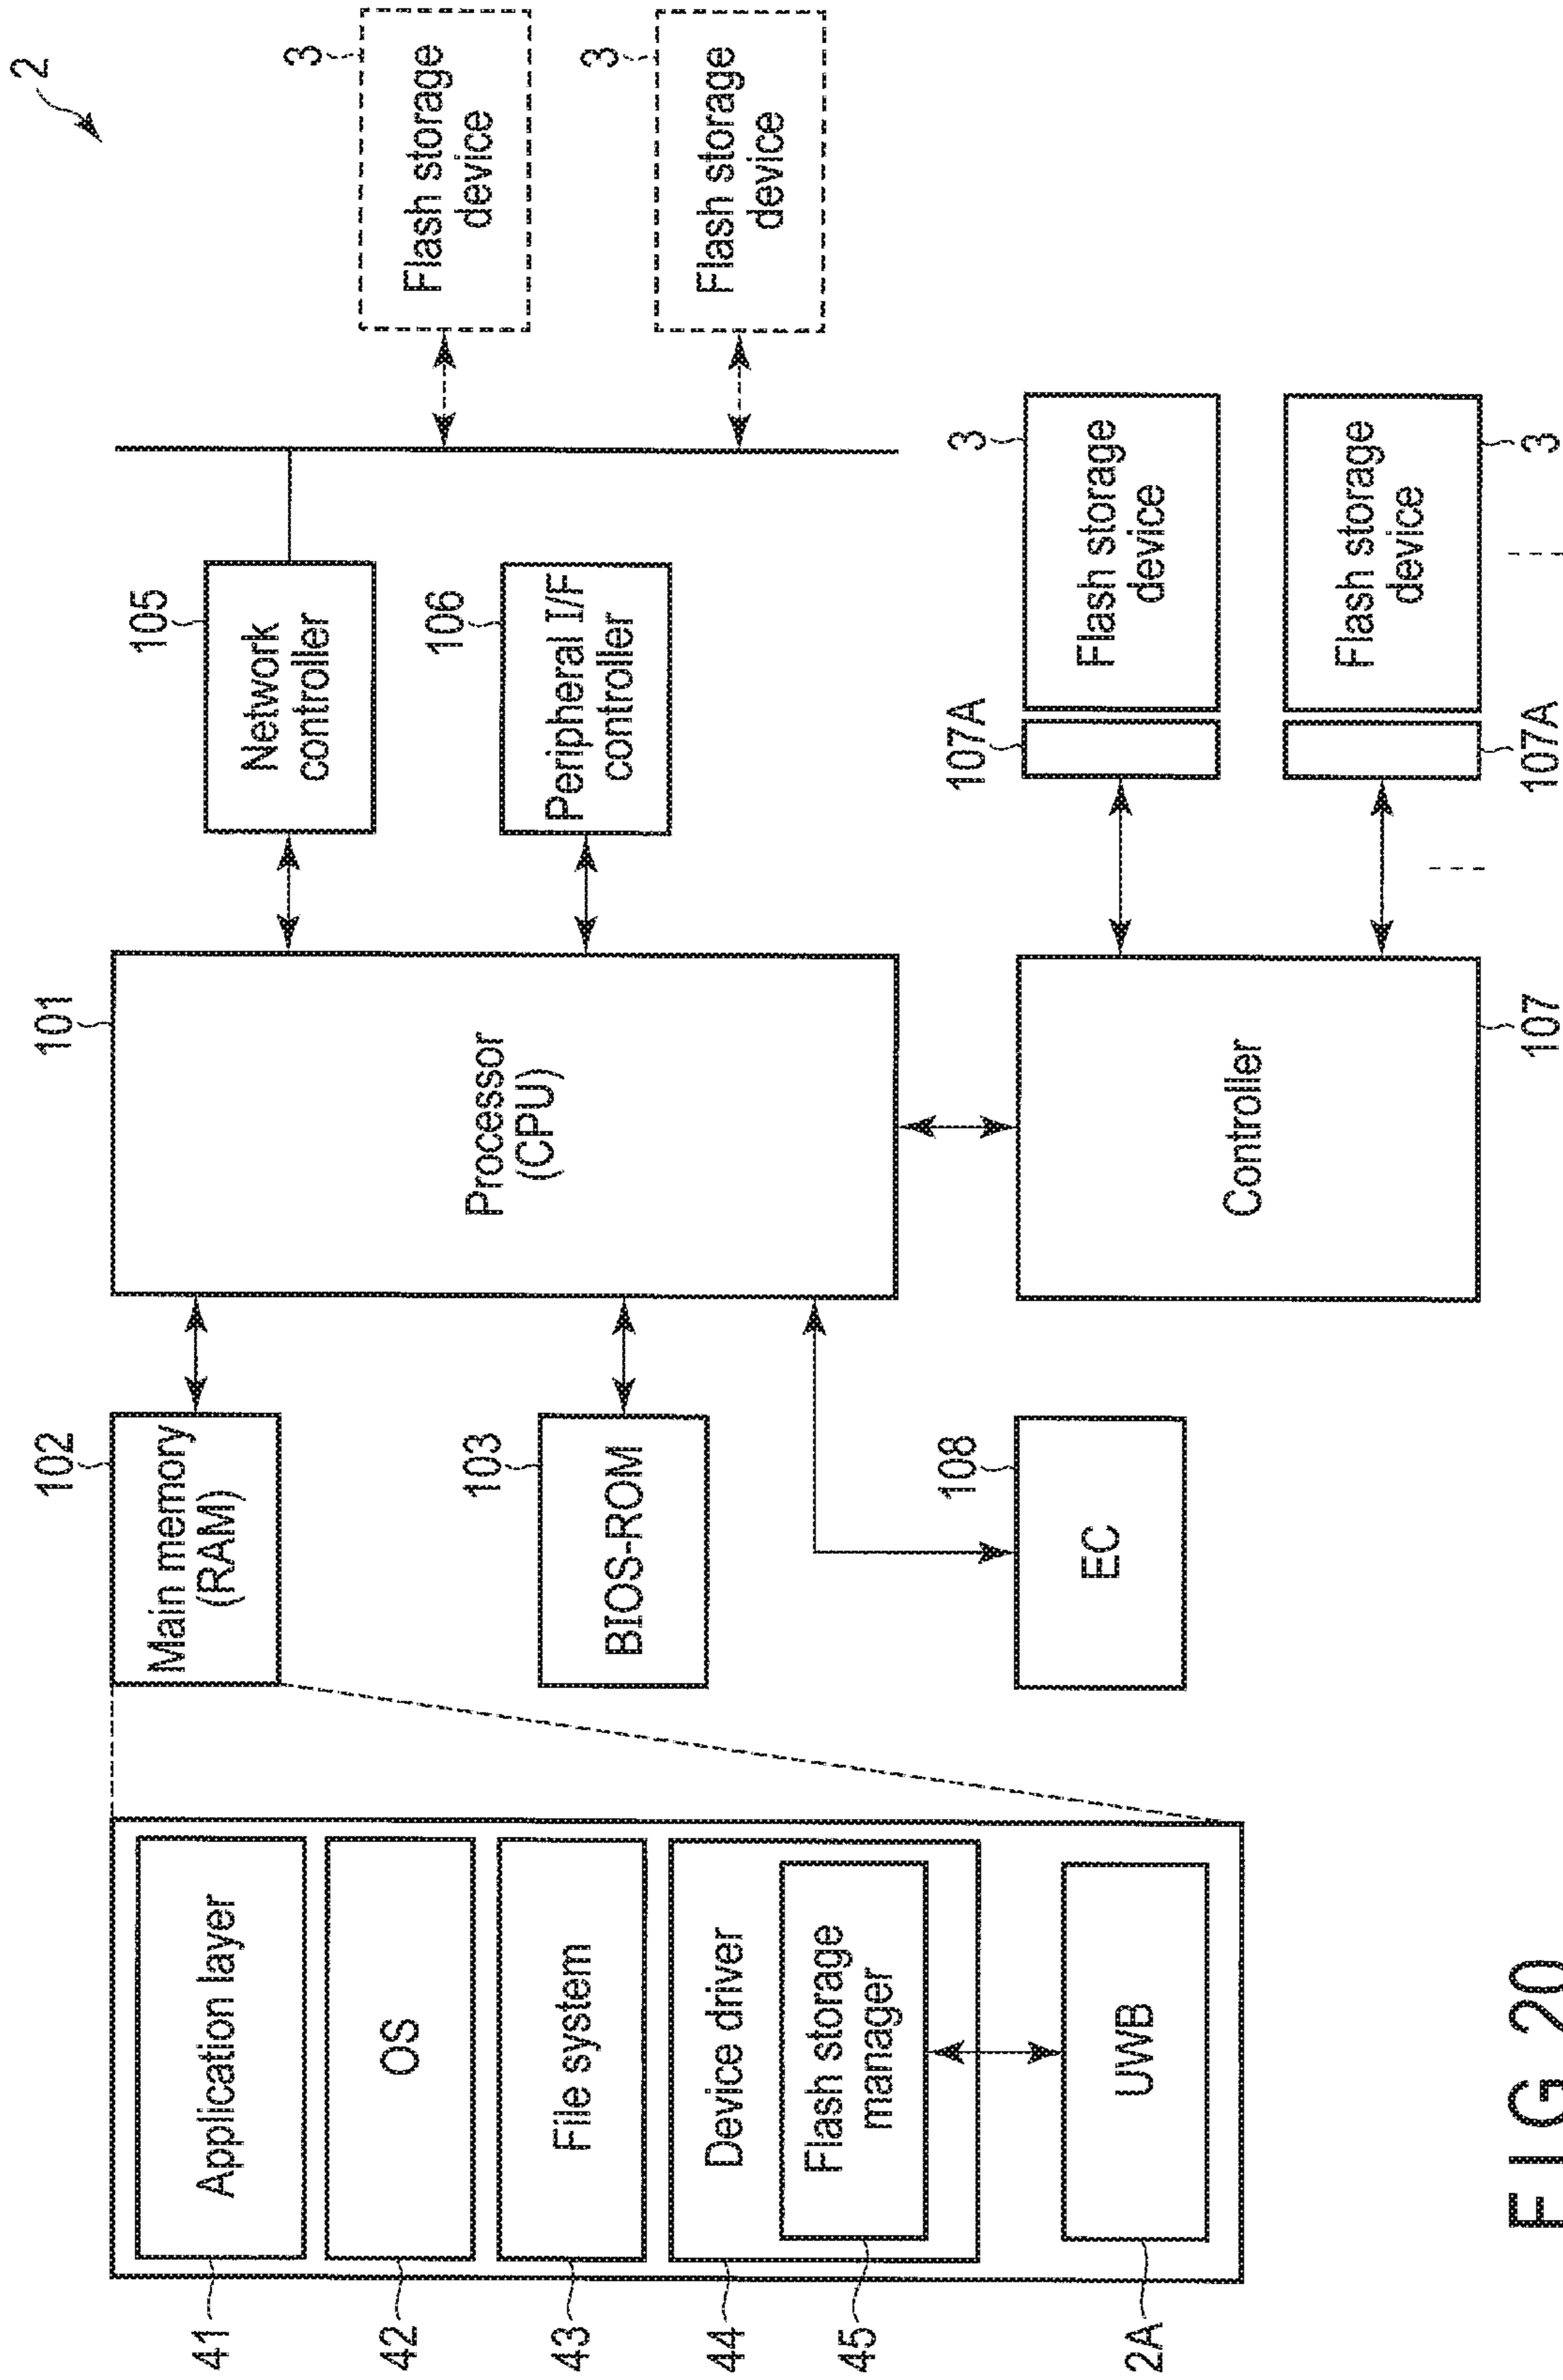 2
41
Application layer
42
OS
43
File system
44
Device driver
45
Flash storage
manager
2A
UWB
102
Main memory
(RAM)
103
BIOS-ROM
108
EC
101
Processor
(CPU)
107
Controller
105
Network
controller
106
Peripheral I/F
controller
107A
107A
3
Flash storage
device
3
Flash storage
device
3
Flash storage
device
3
Flash storage
device
FIG 20